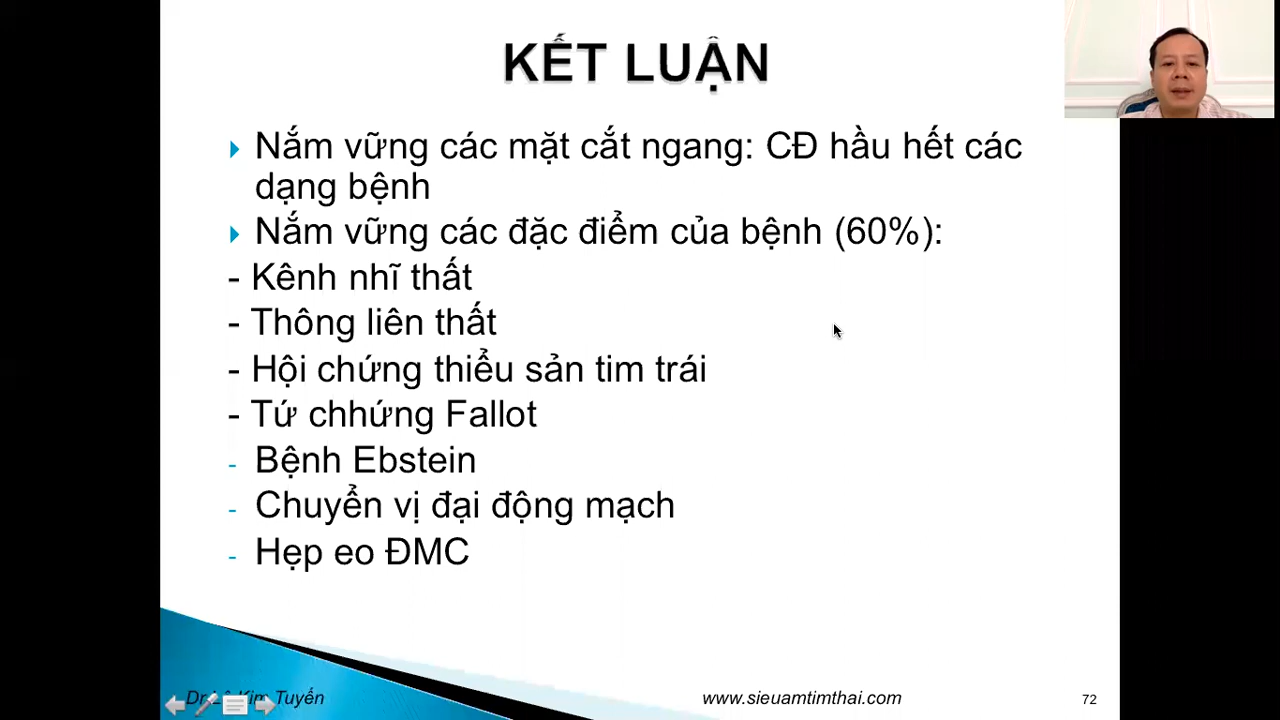 KẾT LUẬN
Nắm vững các mặt cắt ngang: CĐ hầu hết các
dạng bệnh
Nắm vững các đặc điểm của bệnh (60%):
- Kênh nhĩ thất
- Thông liên thất
- Hội chứng thiểu sản tim trái
- Tứ chhứng Fallot
- Bệnh Ebstein
- Chuyển vị đại động mạch
- Hẹp eo ĐMC
Dr Lê Kim Tuyến
www.sieuamtimthai.com
72